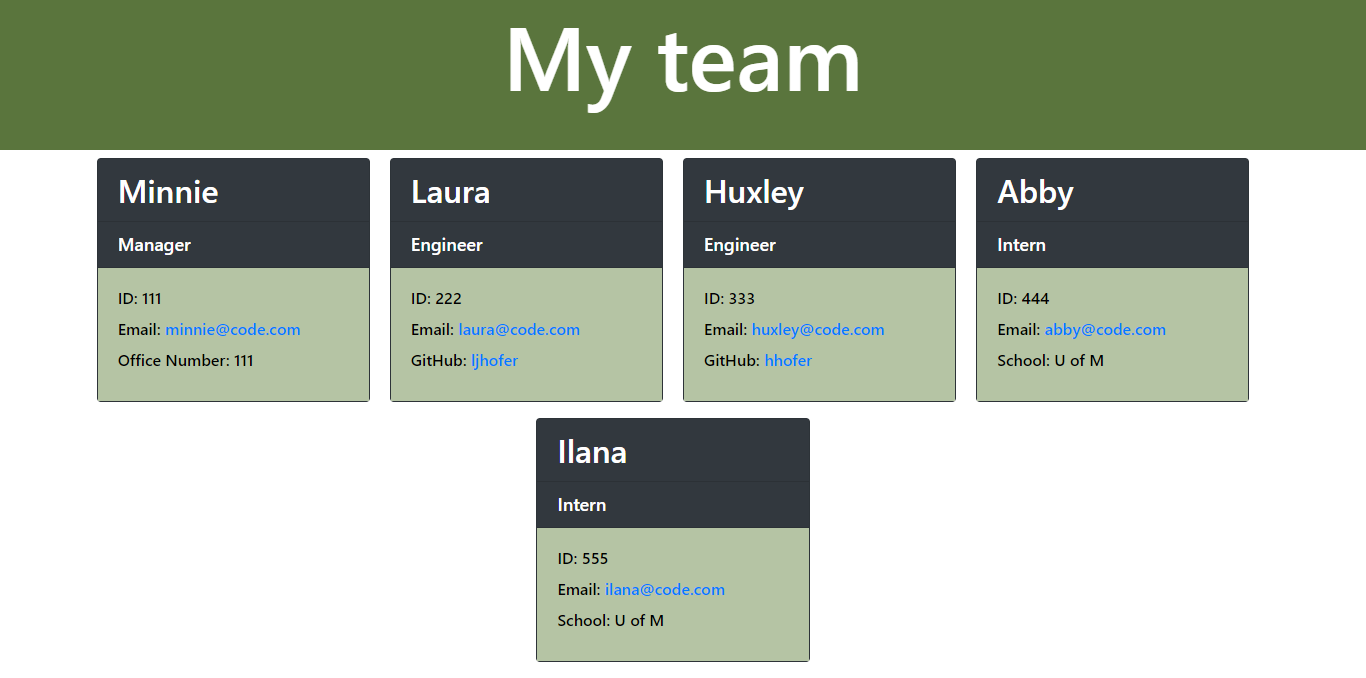 My team
Minnie
Manager
ID: 111
Email: minnie@code.com
Office Number: 111
Laura
Engineer
ID: 222
Email: laura@code.com
GitHub: ljhofer
Huxley
Engineer
ID: 333
Email: huxley@code.com
GitHub: hhofer
Abby
Intern
ID: 444
Email: abby@code.com
School: U of M
Ilana
Intern
ID: 555
Email: ilana@code.com
School: U of M